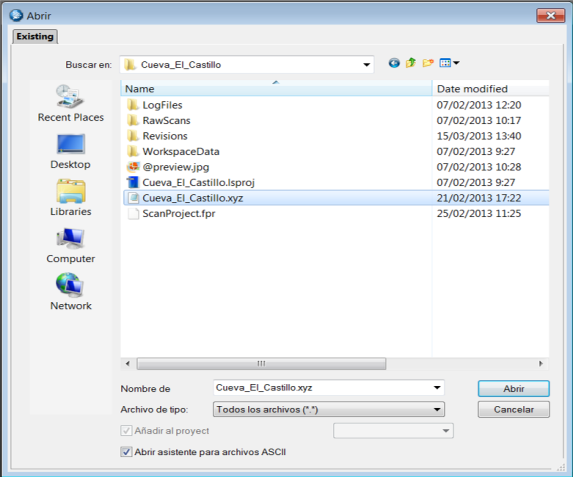 Abrir
Existing
Buscar en: Cueva_El_Castillo
Name Date modified
Recent Places
Desktop
Libraries
Computer
Network
LogFiles 07/02/2013 12:20
RawScans 07/02/2013 10:17
Revisions 15/03/2013 13:40
WorkspaceData 07/02/2013 9:27
@preview.jpg 07/02/2013 10:28
Cueva_El_Castillo.lsproj 07/02/2013 9:27
Cueva_El_Castillo.xyz 21/02/2013 17:22
ScanProject.fpr 25/02/2013 11:25
Nombre de Cueva_El_Castillo.xyz Abrir
Archivo de tipo: Todos los archivos (*.*) Cancelar
Añadir al proyect
Abrir asistente para archivos ASCII